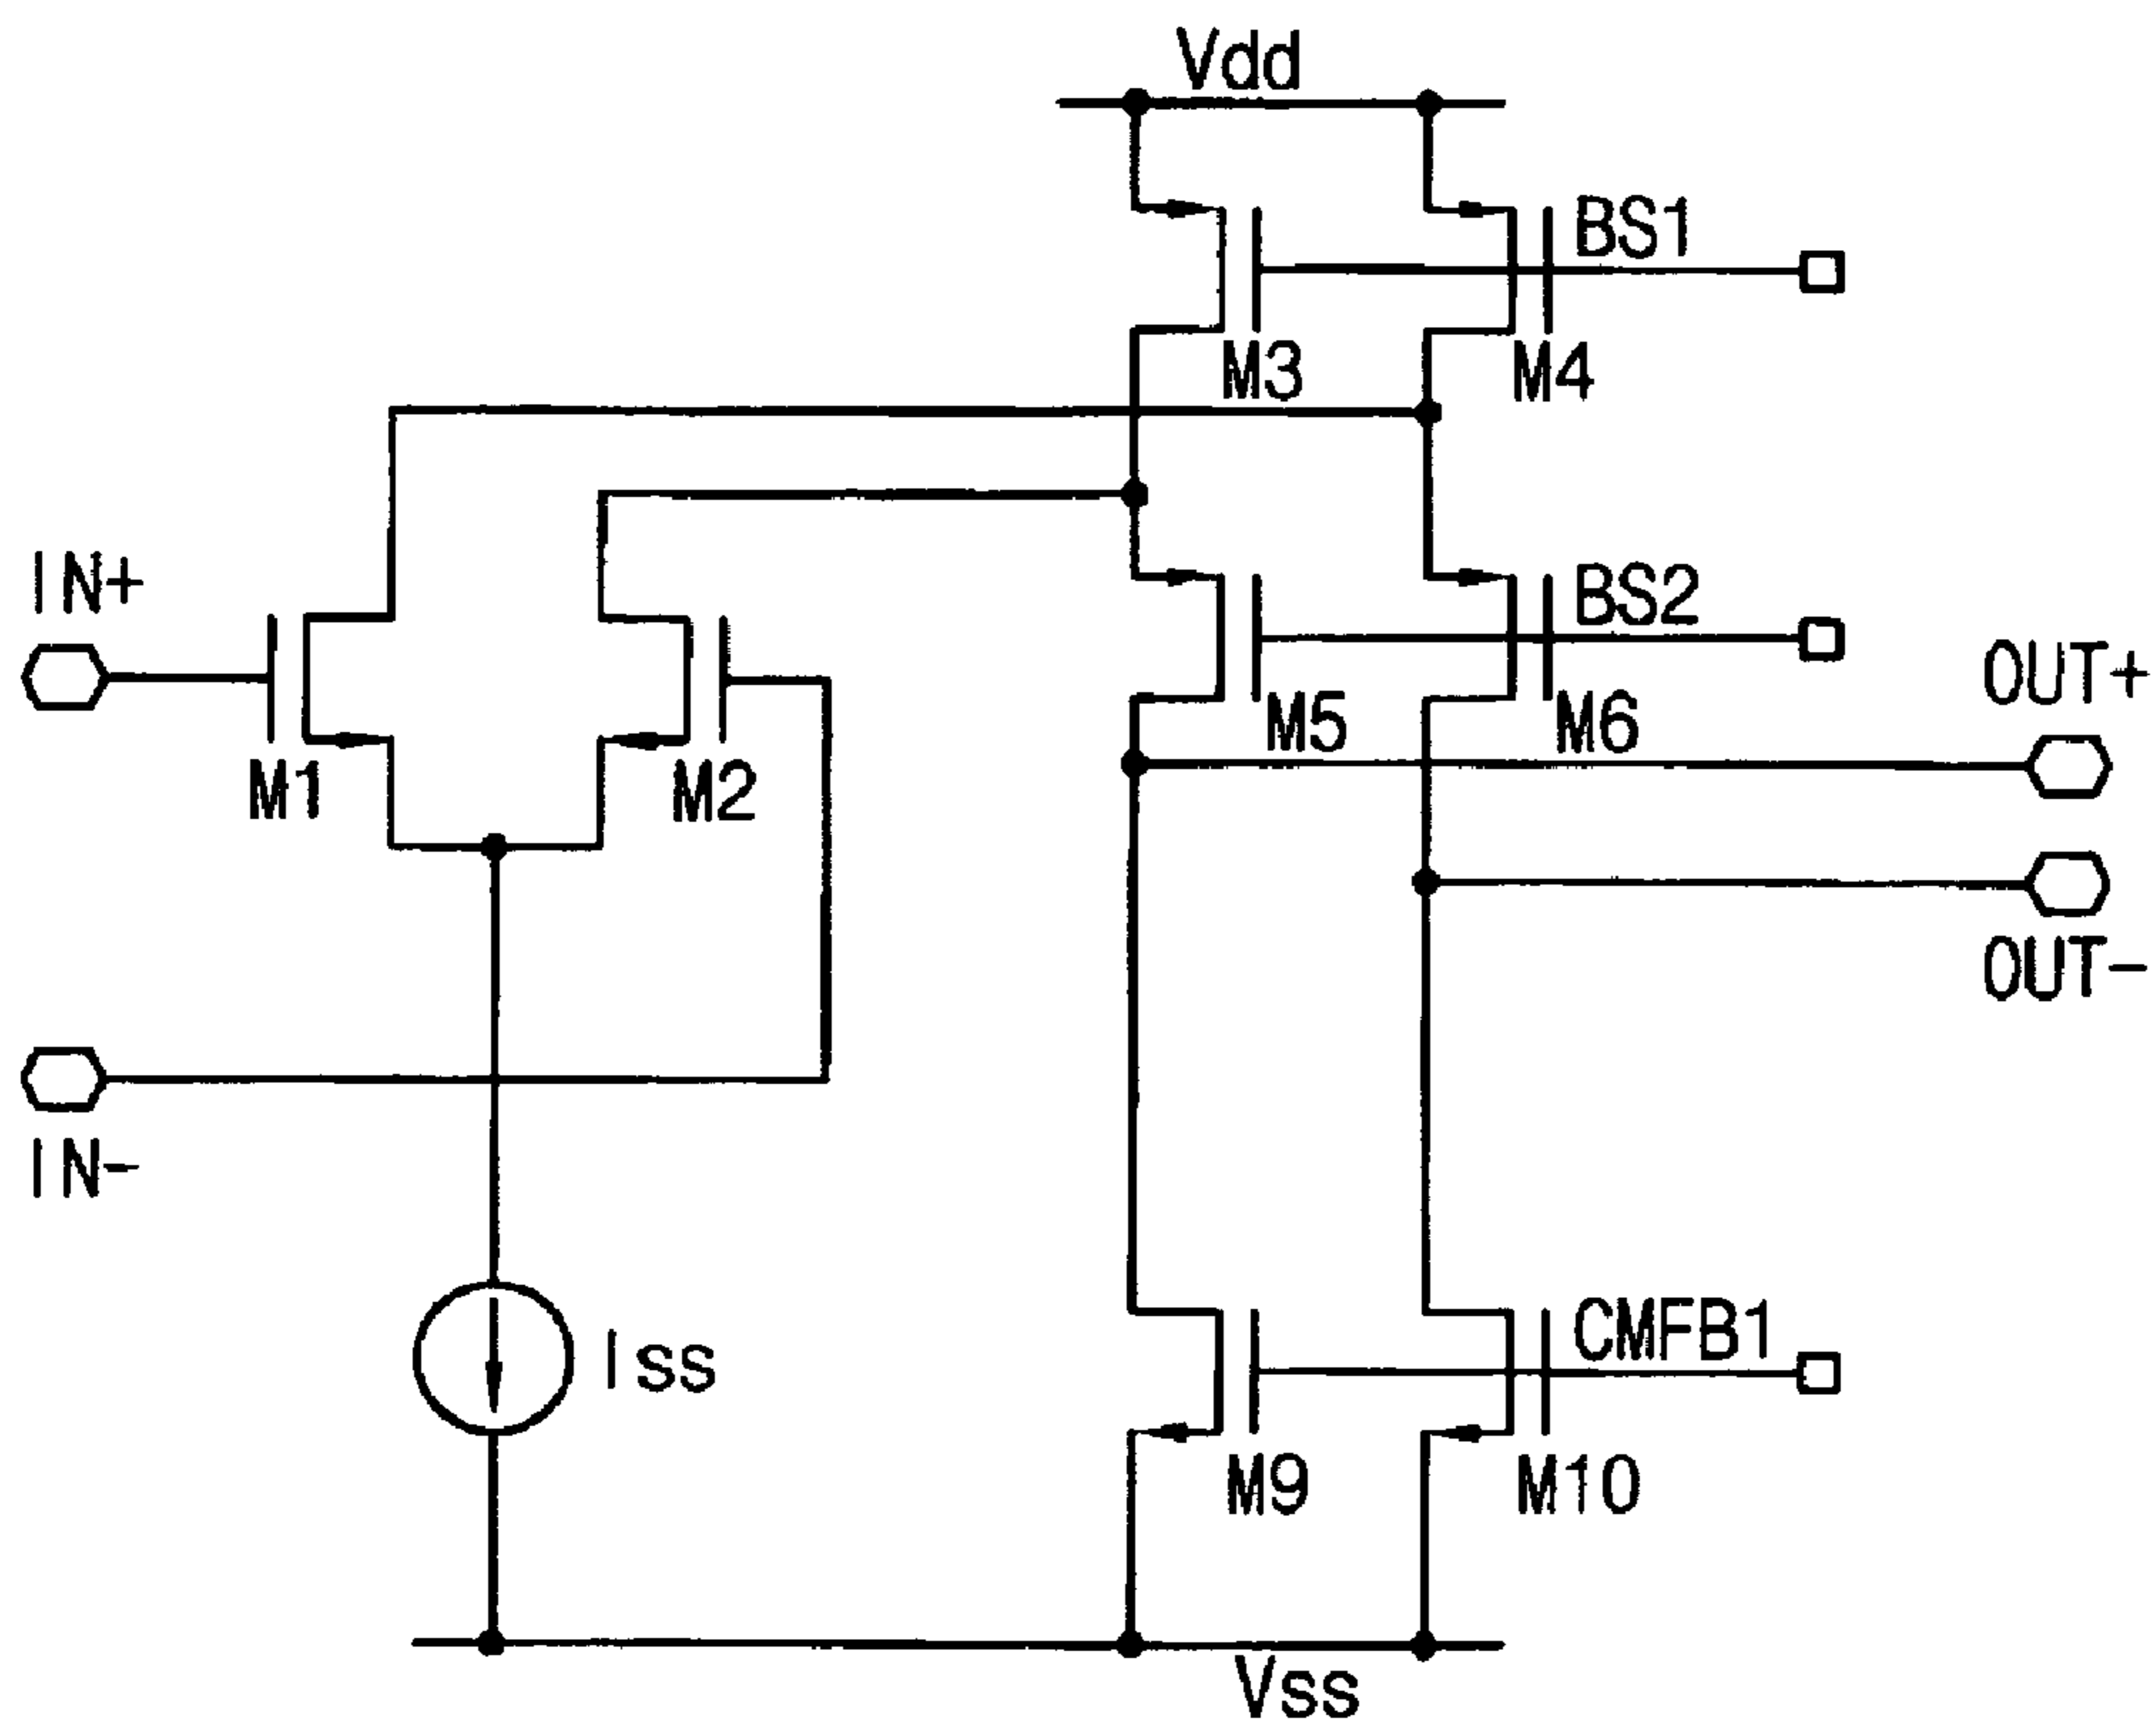 Vdd
BS1
M3
M4
IN+
BS2
OUT+
M5
M6
M1
M2
OUT-
IN-
Iss
CMFB1
M9
M10
Vss